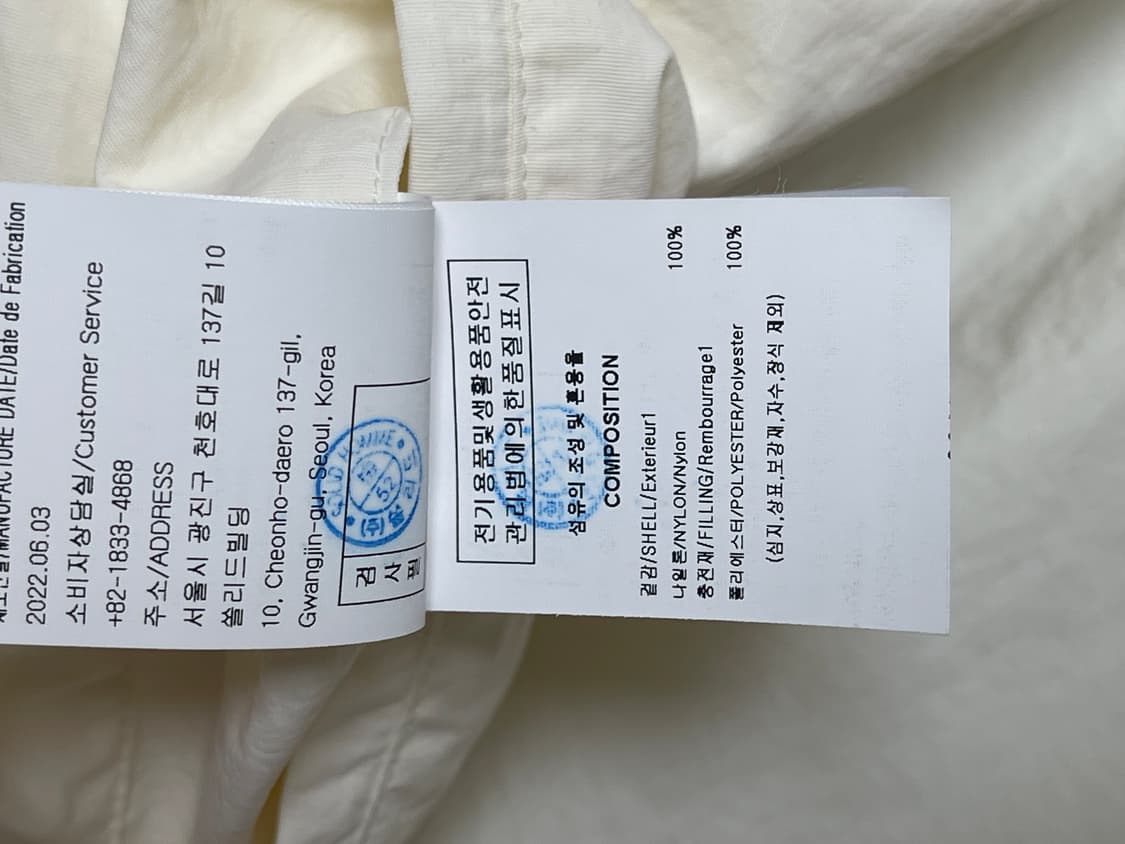 MANUFACTURE DATE/Date de Fabrication
2022.06.03
소비자상담실/Customer Service
+82-1833-4868
주소/ADDRESS
서울시 광진구 천호대로 137길 10
쏠리드빌딩
10, Cheonho-daero 137-gil,
Gwangjin-gu, Seoul, Korea
검
사
필
52
전기용품및생활용품안전
관리법에의한품질표시
섬유의 조성 및 혼용율
COMPOSITION
겉감/SHELL/Exterieur1
나일론/NYLON/Nylon 100%
충전재/FILLING/Rembourrage1
폴리에스터/POLYESTER/Polyester 100%
(심지,상표,보강재,자수,장식 제외)